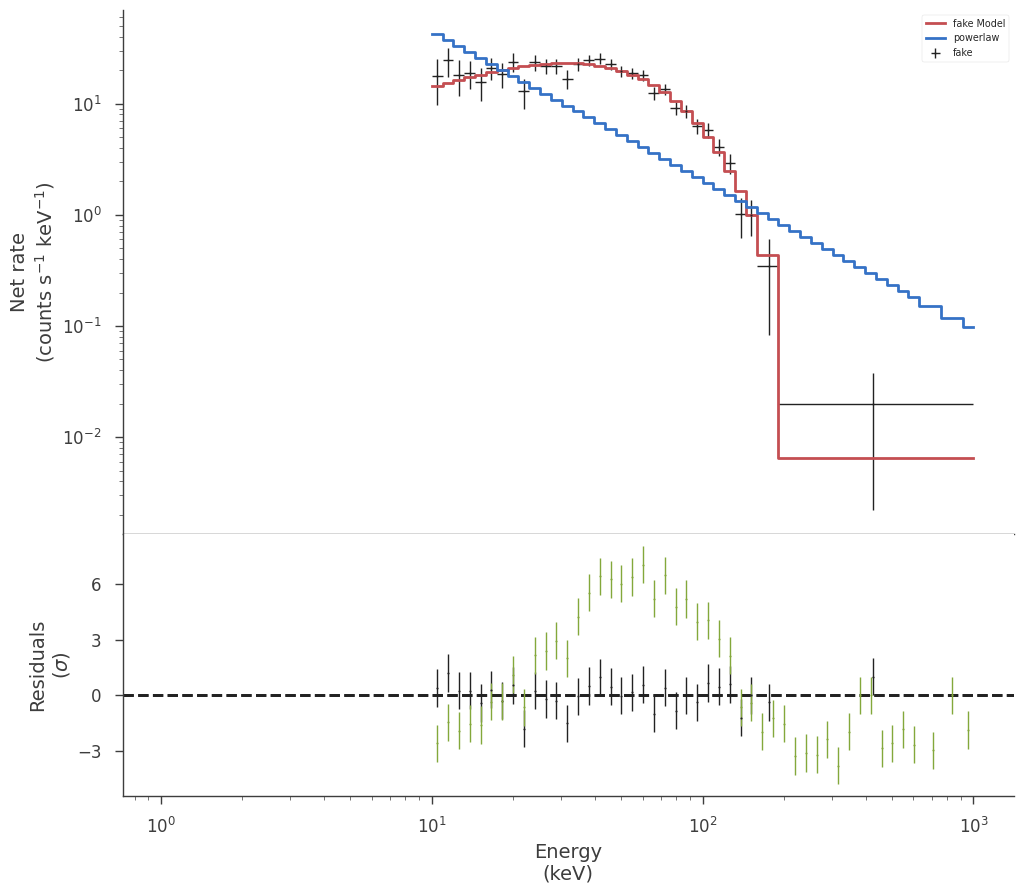 fake Model
powerlaw
fake
Net rate
(counts s⁻¹ keV⁻¹)
10¹
10⁰
10⁻¹
10⁻²
Residuals
(σ)
6
3
0
−3
10⁰
10¹
10²
10³
Energy
(keV)